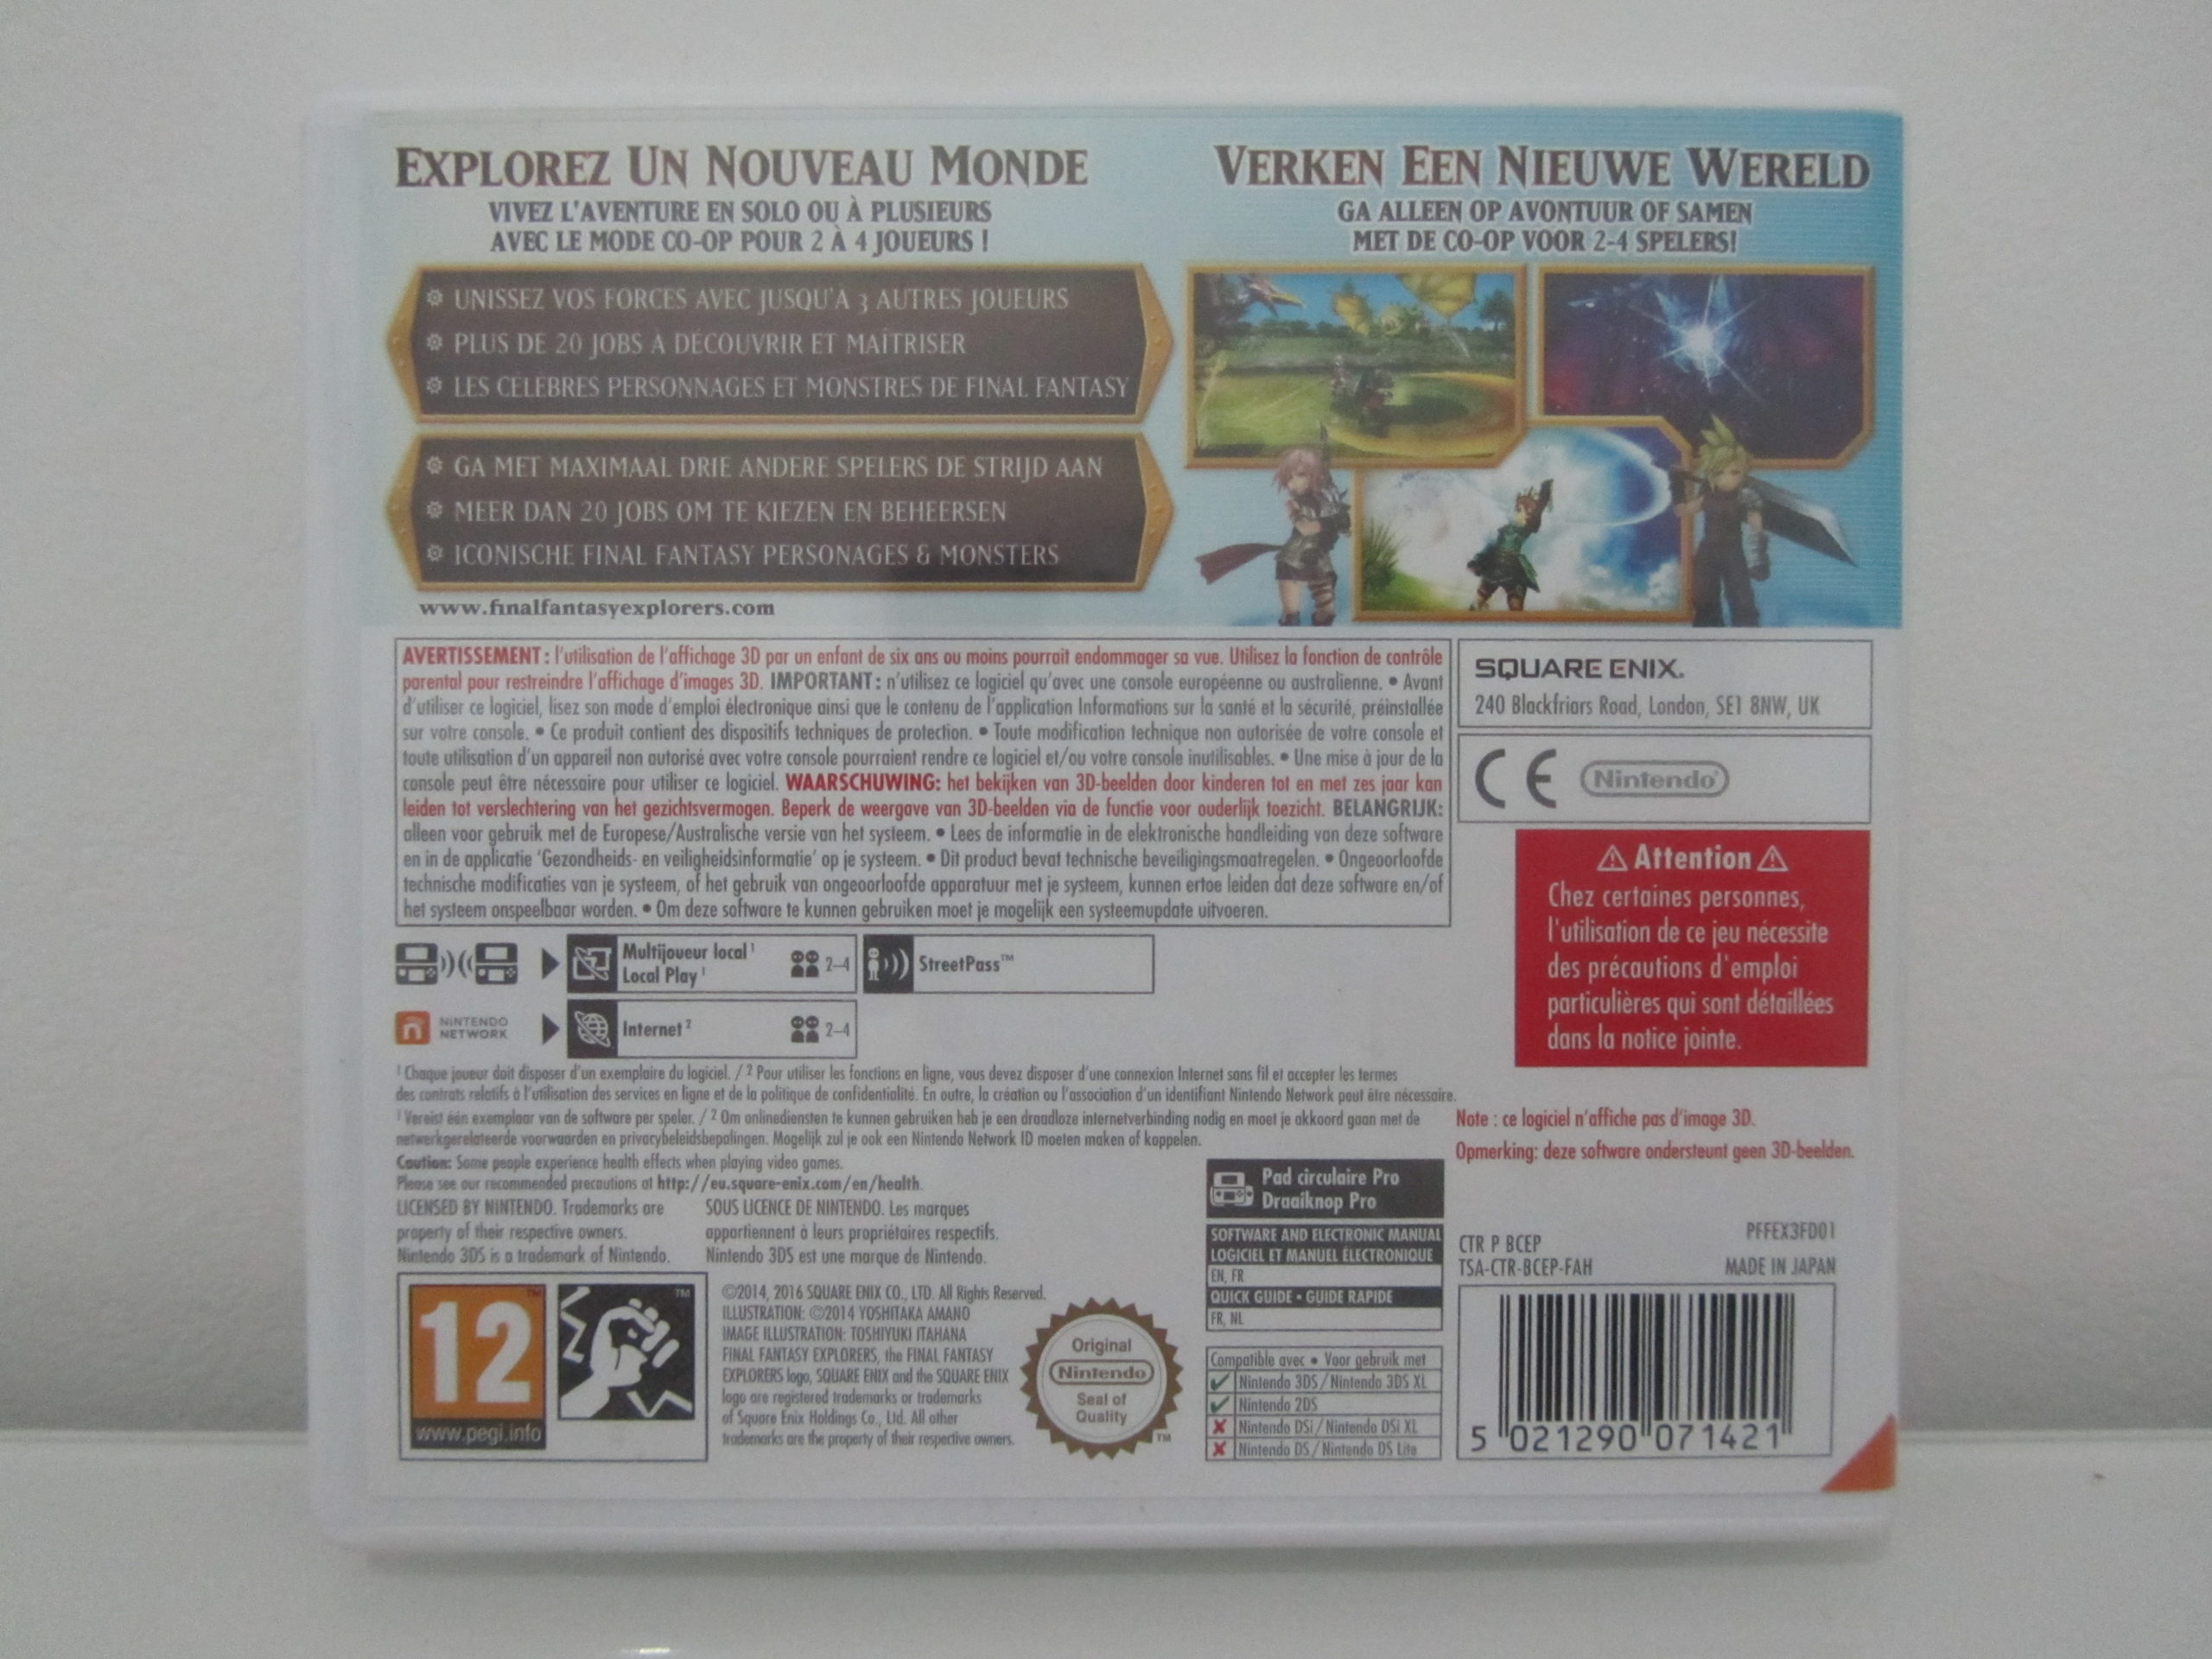 EXPLOREZ UN NOUVEAU MONDE
VIVEZ L'AVENTURE EN SOLO OU À PLUSIEURS
AVEC LE MODE CO-OP POUR 2 À 4 JOUEURS !
UNISSEZ VOS FORCES AVEC JUSQU'À 3 AUTRES JOUEURS
PLUS DE 20 JOBS À DÉCOUVRIR ET MAÎTRISER
LES CÉLÈBRES PERSONNAGES ET MONSTRES DE FINAL FANTASY
GA MET MAXIMAAL DRIE ANDERE SPELERS DE STRIJD AAN
MEER DAN 20 JOBS OM TE KIEZEN EN BEHEERSEN
ICONISCHE FINAL FANTASY PERSONAGES & MONSTERS
www.finalfantasyexplorers.com
VERKEN EEN NIEUWE WERELD
GA ALLEEN OP AVONTUUR OF SAMEN
MET DE CO-OP VOOR 2-4 SPELERS!
AVERTISSEMENT : l'utilisation de l'affichage 3D par un enfant de six ans ou moins pourrait endommager sa vue. Utilisez la fonction de contrôle
parental pour restreindre l'affichage d'images 3D. IMPORTANT : n'utilisez ce logiciel qu'avec une console européenne ou australienne. • Avant
d'utiliser ce logiciel, lisez son mode d'emploi électronique ainsi que le contenu de l'application Informations sur la santé et la sécurité, préinstallée
sur votre console. • Ce produit contient des dispositifs techniques de protection. • Toute modification technique non autorisée de votre console et
toute utilisation d'un appareil non autorisé avec votre console pourraient rendre ce logiciel et/ou votre console inutilisables. • Une mise à jour de la
console peut être nécessaire pour utiliser ce logiciel. WAARSCHUWING: het bekijken van 3D-beelden door kinderen tot en met zes jaar kan
leiden tot verslechtering van het gezichtsvermogen. Beperk de weergave van 3D-beelden via de functie voor ouderlijk toezicht. BELANGRIJK:
alleen voor gebruik met de Europese/Australische versie van het systeem. • Lees de informatie in de elektronische handleiding van deze software
en in de applicatie 'Gezondheids- en veiligheidsinformatie' op je systeem. • Dit product bevat technische beveiligingsmaatregelen. • Ongeoorloofde
technische modificaties van je systeem, of het gebruik van ongeoorloofde apparatuur met je systeem, kunnen ertoe leiden dat deze software en/of
het systeem onspeelbaar worden. • Om deze software te kunnen gebruiken moet je mogelijk een systeemupdate uitvoeren.
SQUARE ENIX.
240 Blackfriars Road, London, SE1 8NW, UK
CE Nintendo®
⚠ Attention ⚠
Chez certaines personnes,
l'utilisation de ce jeu nécessite
des précautions d'emploi
particulières qui sont détaillées
dans la notice jointe.
Multijoueur local ¹
Local Play ¹
2–4
StreetPass™
NINTENDO
NETWORK
Internet ²
2–4
¹ Chaque joueur doit disposer d'un exemplaire du logiciel. / ² Pour utiliser les fonctions en ligne, vous devez disposer d'une connexion Internet sans fil et accepter les termes
des contrats relatifs à l'utilisation des services en ligne et de la politique de confidentialité. En outre, la création ou l'association d'un identifiant Nintendo Network peut être nécessaire.
¹ Vereist één exemplaar van de software per speler. / ² Om onlinediensten te kunnen gebruiken heb je een draadloze internetverbinding nodig en moet je akkoord gaan met de
netwerkgerelateerde voorwaarden en privacybeleidsbepalingen. Mogelijk zul je ook een Nintendo Network ID moeten maken of koppelen.
Note : ce logiciel n'affiche pas d'image 3D.
Opmerking: deze software ondersteunt geen 3D-beelden.
Caution: Some people experience health effects when playing video games.
Please see our recommended precautions at http://eu.square-enix.com/en/health.
LICENSED BY NINTENDO. Trademarks are
property of their respective owners.
Nintendo 3DS is a trademark of Nintendo.
SOUS LICENCE DE NINTENDO. Les marques
appartiennent à leurs propriétaires respectifs.
Nintendo 3DS est une marque de Nintendo.
12
www.pegi.info
TM
©2014, 2016 SQUARE ENIX CO., LTD. All Rights Reserved.
ILLUSTRATION: ©2014 YOSHITAKA AMANO
IMAGE ILLUSTRATION: TOSHIYUKI ITAHANA
FINAL FANTASY EXPLORERS, the FINAL FANTASY
EXPLORERS logo, SQUARE ENIX and the SQUARE ENIX
logo are registered trademarks or trademarks
of Square Enix Holdings Co., Ltd. All other
trademarks are the property of their respective owners.
Original
Nintendo
Seal of
Quality
TM
Pad circulaire Pro
Draaiknop Pro
SOFTWARE AND ELECTRONIC MANUAL
LOGICIEL ET MANUEL ÉLECTRONIQUE
EN, FR
QUICK GUIDE • GUIDE RAPIDE
FR, NL
Compatible avec • Voor gebruik met
Nintendo 3DS/Nintendo 3DS XL
Nintendo 2DS
Nintendo DSi/Nintendo DSi XL
Nintendo DS/Nintendo DS Lite
PFFEX3FD01
CTR P BCEP
TSA-CTR-BCEP-FAH
MADE IN JAPAN
5 021290 071421